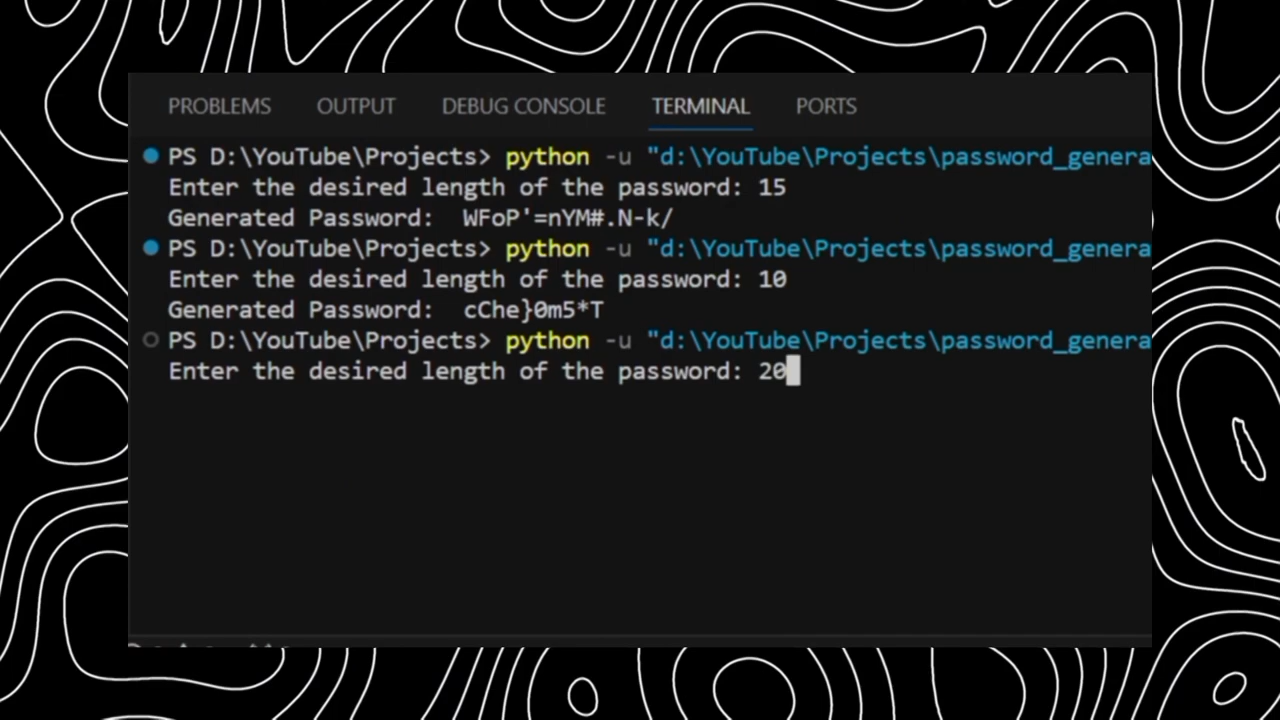 PROBLEMS OUTPUT DEBUG CONSOLE TERMINAL PORTS
PS D:\YouTube\Projects> python -u "d:\YouTube\Projects\password_genera
Enter the desired length of the password: 15
Generated Password:  WFoP'=nYM#.N-k/
PS D:\YouTube\Projects> python -u "d:\YouTube\Projects\password_genera
Enter the desired length of the password: 10
Generated Password:  cChe}0m5*T
PS D:\YouTube\Projects> python -u "d:\YouTube\Projects\password_genera
Enter the desired length of the password: 20